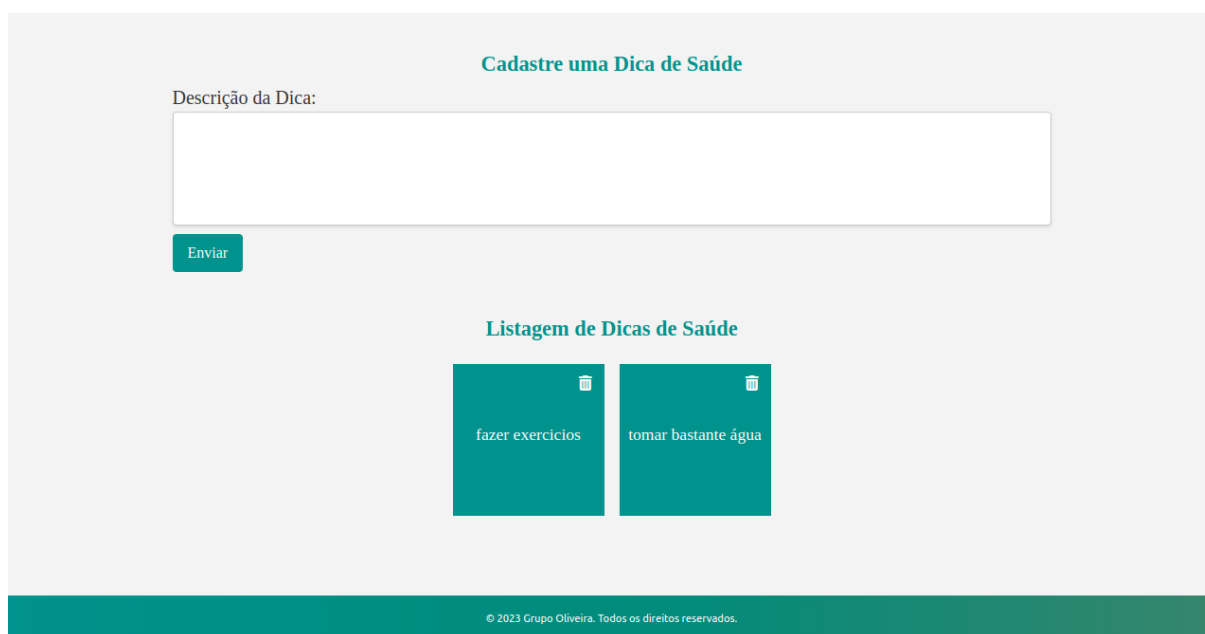 Cadastre uma Dica de Saúde
Descrição da Dica:
Enviar
Listagem de Dicas de Saúde
fazer exercicios
tomar bastante água
© 2023 Grupo Oliveira. Todos os direitos reservados.